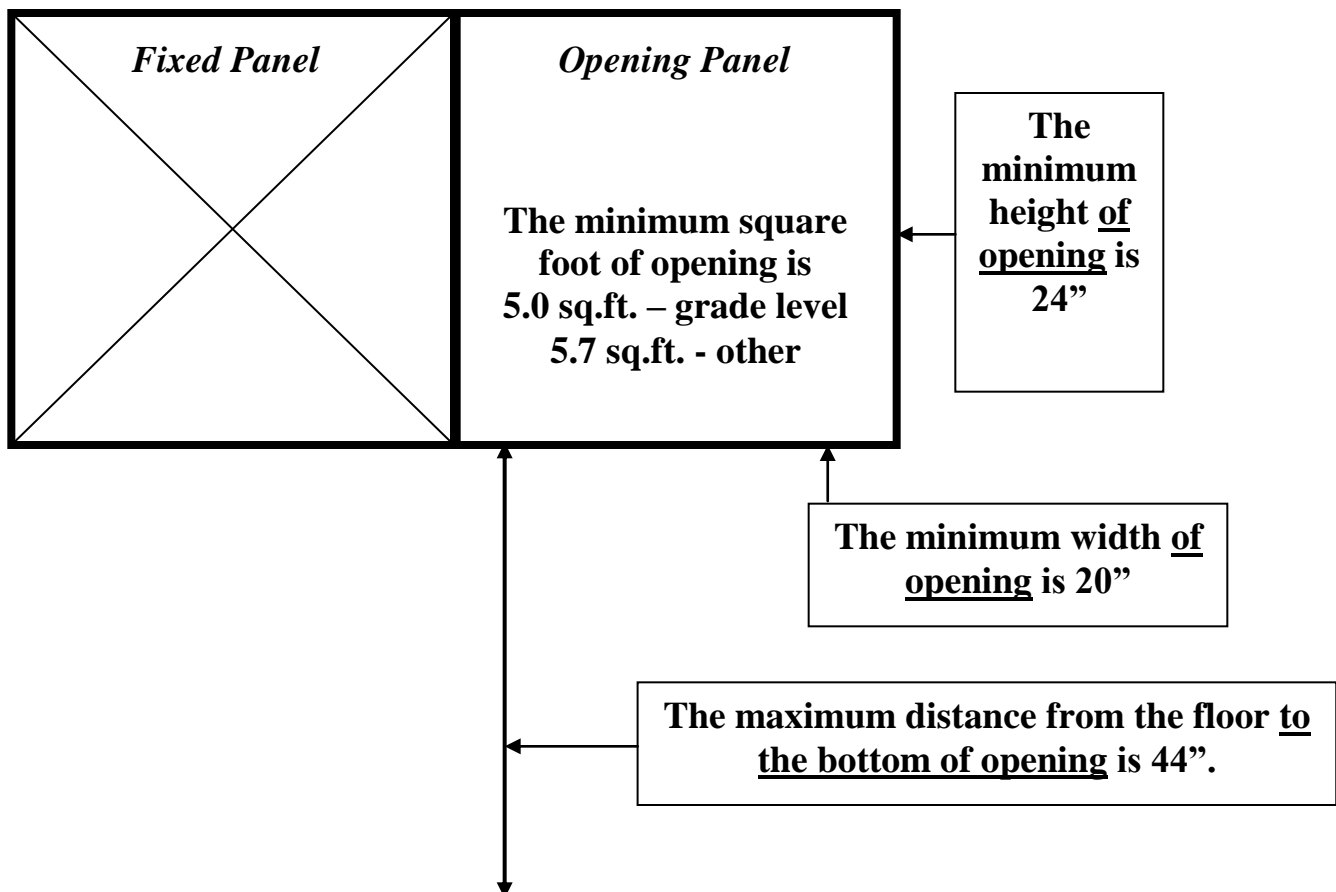 Fixed Panel
Opening Panel
The minimum square
foot of opening is
5.0 sq.ft. – grade level
5.7 sq.ft. - other
The
minimum
height of
opening is
24”
The minimum width of
opening is 20”
The maximum distance from the floor to
the bottom of opening is 44”.